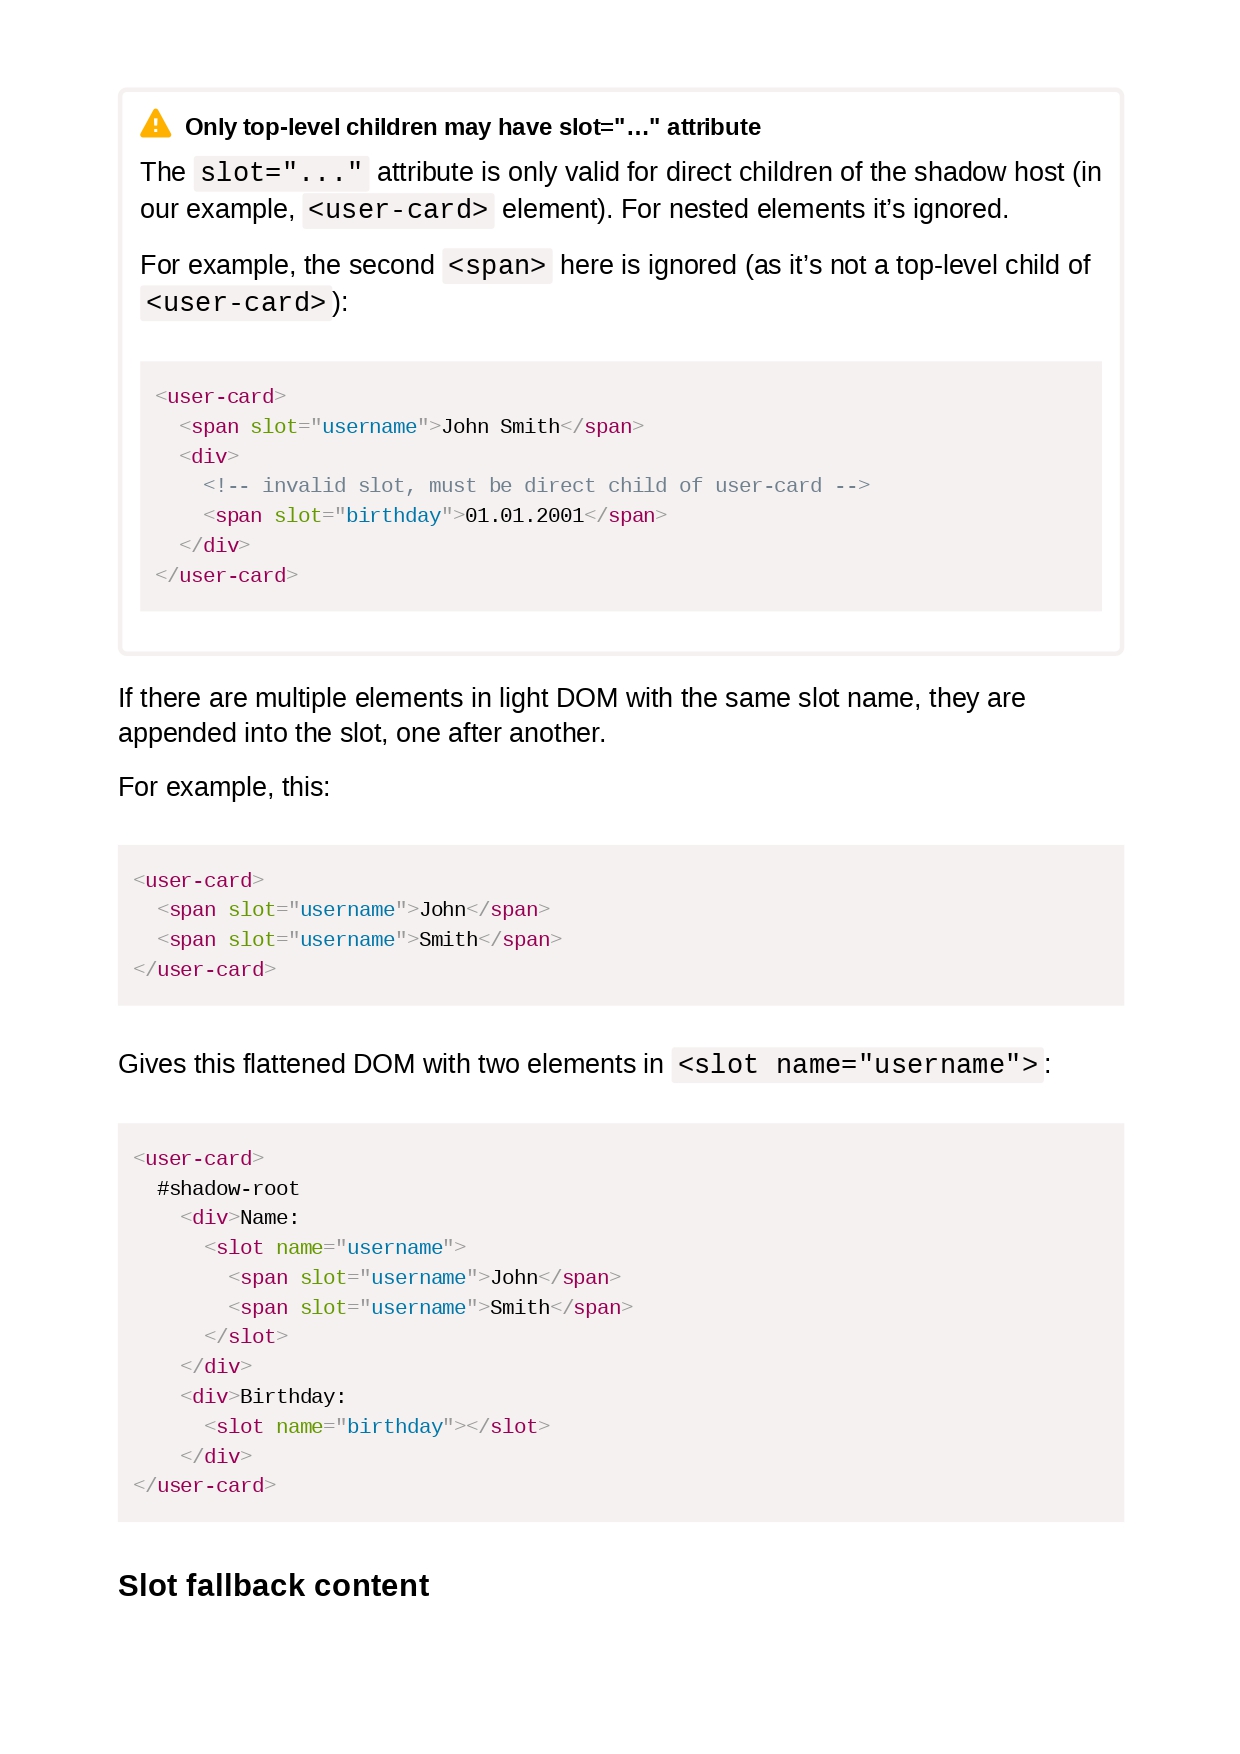 Only top-level children may have slot="…" attribute
The slot="..." attribute is only valid for direct children of the shadow host (in
our example, <user-card> element). For nested elements it’s ignored.
For example, the second <span> here is ignored (as it’s not a top-level child of
<user-card>):
<user-card>
  <span slot="username">John Smith</span>
  <div>
    <!-- invalid slot, must be direct child of user-card -->
    <span slot="birthday">01.01.2001</span>
  </div>
</user-card>
If there are multiple elements in light DOM with the same slot name, they are
appended into the slot, one after another.
For example, this:
<user-card>
  <span slot="username">John</span>
  <span slot="username">Smith</span>
</user-card>
Gives this flattened DOM with two elements in <slot name="username">:
<user-card>
  #shadow-root
    <div>Name:
      <slot name="username">
        <span slot="username">John</span>
        <span slot="username">Smith</span>
      </slot>
    </div>
    <div>Birthday:
      <slot name="birthday"></slot>
    </div>
</user-card>
Slot fallback content